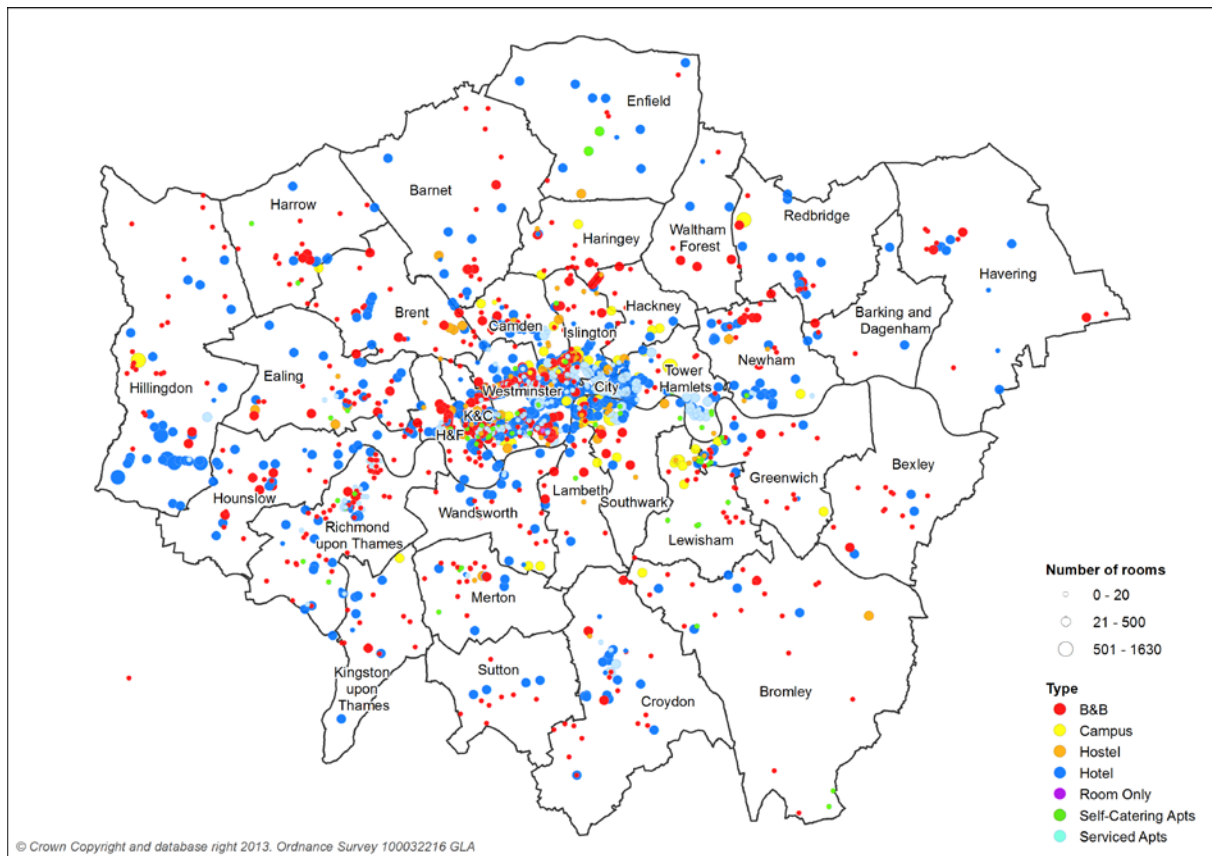 Enfield
Barnet
Harrow
Haringey
Waltham
Forest
Redbridge
Havering
Brent
Camden
Islington
Hackney
Barking and
Dagenham
Hillingdon
Ealing
Westminster
City
Tower
Hamlets
Newham
K&C
H&F
Hounslow
Richmond
upon Thames
Wandsworth
Lambeth
Southwark
Lewisham
Greenwich
Bexley
Merton
Kingston
upon
Thames
Sutton
Croydon
Bromley
Number of rooms
0 - 20
21 - 500
501 - 1630
Type
B&B
Campus
Hostel
Hotel
Room Only
Self-Catering Apts
Serviced Apts
© Crown Copyright and database right 2013. Ordnance Survey 100032216 GLA